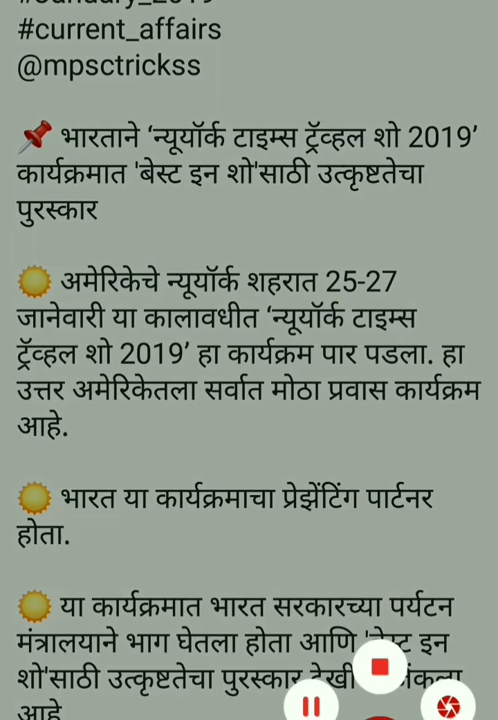 #current_affairs
@mpsctrickss
📌 भारताने ‘न्यूयॉर्क टाइम्स ट्रॅव्हल शो 2019’
कार्यक्रमात 'बेस्ट इन शो'साठी उत्कृष्टतेचा
पुरस्कार
🌞 अमेरिकेचे न्यूयॉर्क शहरात 25-27
जानेवारी या कालावधीत ‘न्यूयॉर्क टाइम्स
ट्रॅव्हल शो 2019’ हा कार्यक्रम पार पडला. हा
उत्तर अमेरिकेतला सर्वात मोठा प्रवास कार्यक्रम
आहे.
🌞 भारत या कार्यक्रमाचा प्रेझेंटिंग पार्टनर
होता.
🌞 या कार्यक्रमात भारत सरकारच्या पर्यटन
मंत्रालयाने भाग घेतला होता आणि इन
शो'साठी उत्कृष्टतेचा पुरस्कार
आहे